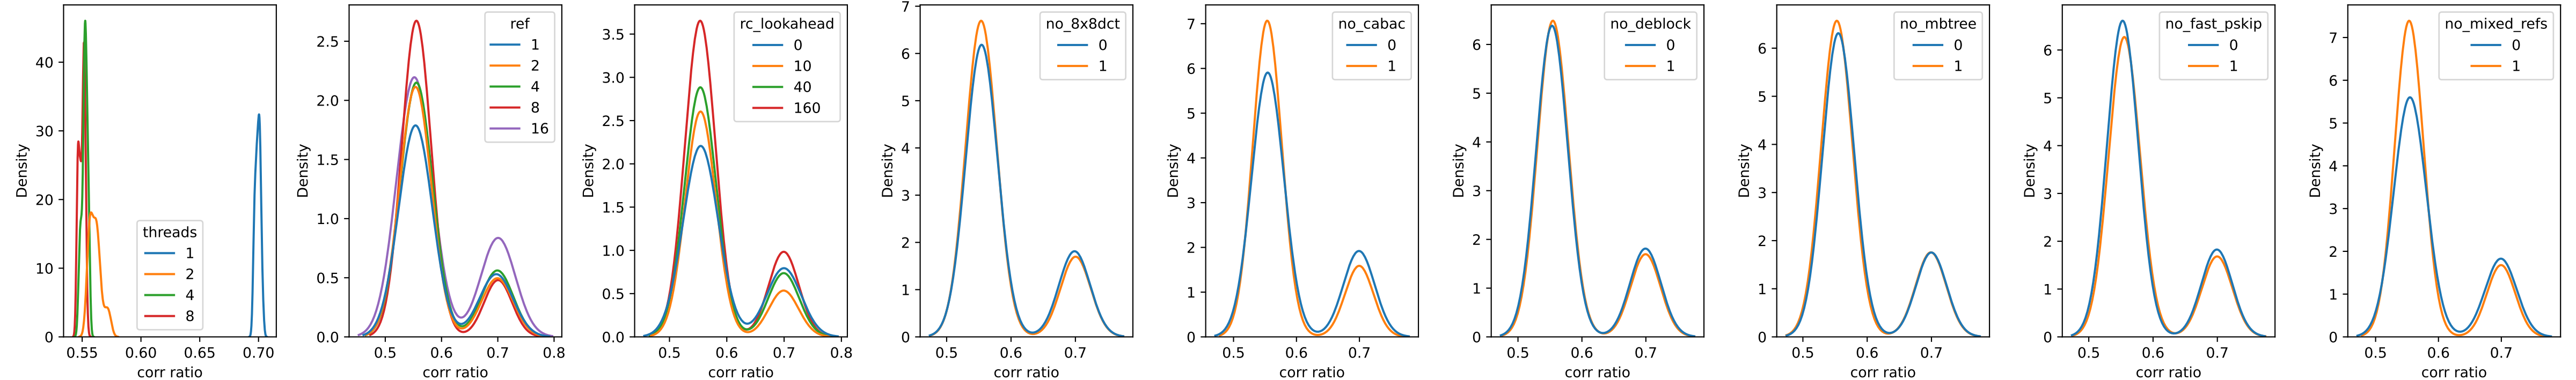 Density
40
30
20
10
0
threads
1
2
4
8
0.55 0.60 0.65 0.70
corr ratio
Density
2.5
2.0
1.5
1.0
0.5
0.0
ref
1
2
4
8
16
0.5 0.6 0.7 0.8
corr ratio
Density
3.5
3.0
2.5
2.0
1.5
1.0
0.5
0.0
rc_lookahead
0
10
40
160
0.5 0.6 0.7 0.8
corr ratio
Density
7
6
5
4
3
2
1
0
no_8x8dct
0
1
0.5 0.6 0.7
corr ratio
Density
7
6
5
4
3
2
1
0
no_cabac
0
1
0.5 0.6 0.7
corr ratio
Density
6
5
4
3
2
1
0
no_deblock
0
1
0.5 0.6 0.7
corr ratio
Density
6
5
4
3
2
1
0
no_mbtree
0
1
0.5 0.6 0.7
corr ratio
Density
6
5
4
3
2
1
0
no_fast_pskip
0
1
0.5 0.6 0.7
corr ratio
Density
7
6
5
4
3
2
1
0
no_mixed_refs
0
1
0.5 0.6 0.7
corr ratio